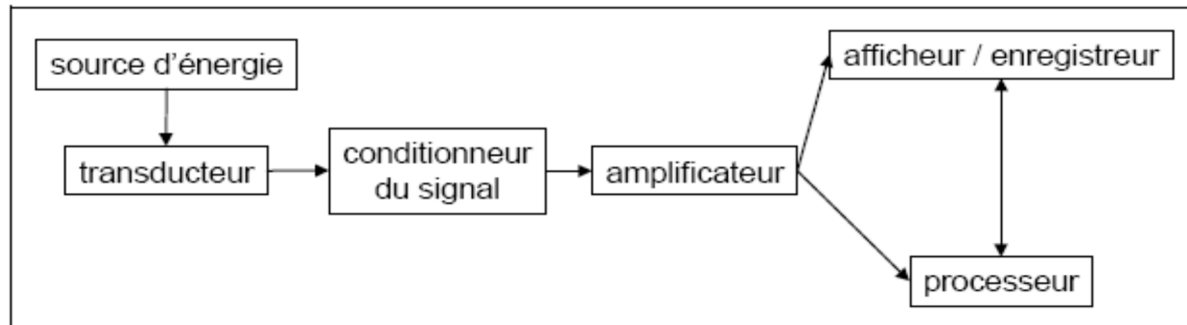 source d'énergie
transducteur
conditionneur
du signal
amplificateur
afficheur / enregistreur
processeur